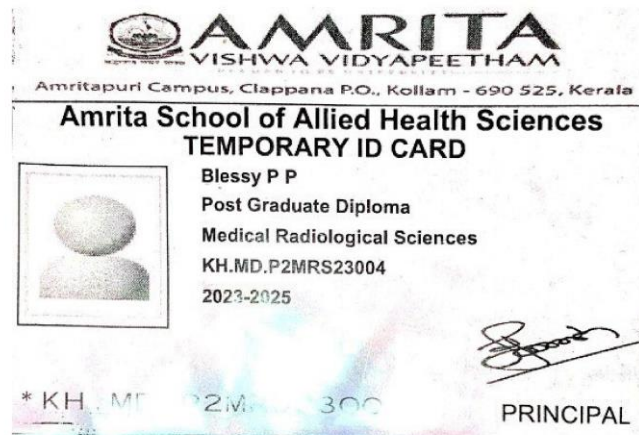 AMRITA
VISHWA VIDYAPEETHAM
Amritapuri Campus, Clappana P.O., Kollam - 690 525, Kerala
Amrita School of Allied Health Sciences
TEMPORARY ID CARD
Blessy P P
Post Graduate Diploma
Medical Radiological Sciences
KH.MD.P2MRS23004
2023-2025
* KH
PRINCIPAL